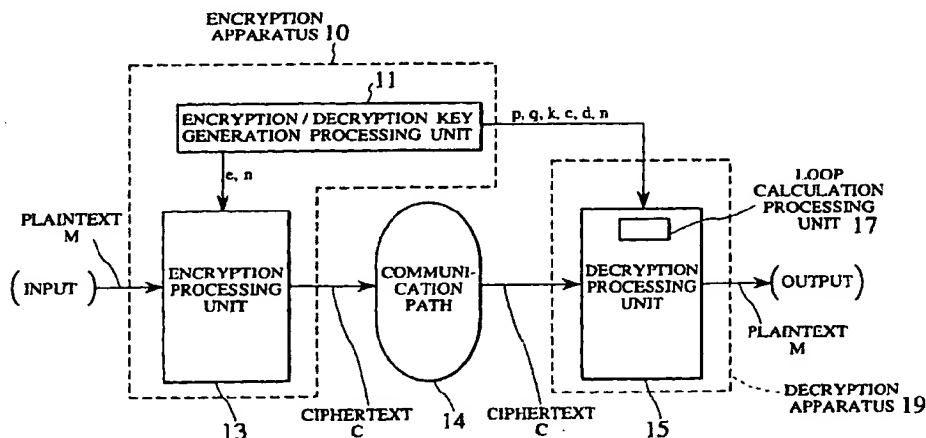 ENCRYPTION
APPARATUS 10
11
ENCRYPTION / DECRYPTION KEY
GENERATION PROCESSING UNIT
p, q, k, c, d, n
e, n
LOOP
CALCULATION
PROCESSING
UNIT 17
PLAINTEXT
M
(INPUT)
ENCRYPTION
PROCESSING
UNIT
COMMUNI-
CATION
PATH
DECRYPTION
PROCESSING
UNIT
(OUTPUT)
PLAINTEXT
M
13
CIPHERTEXT
C
14
CIPHERTEXT
C
15
DECRYPTION
APPARATUS 19